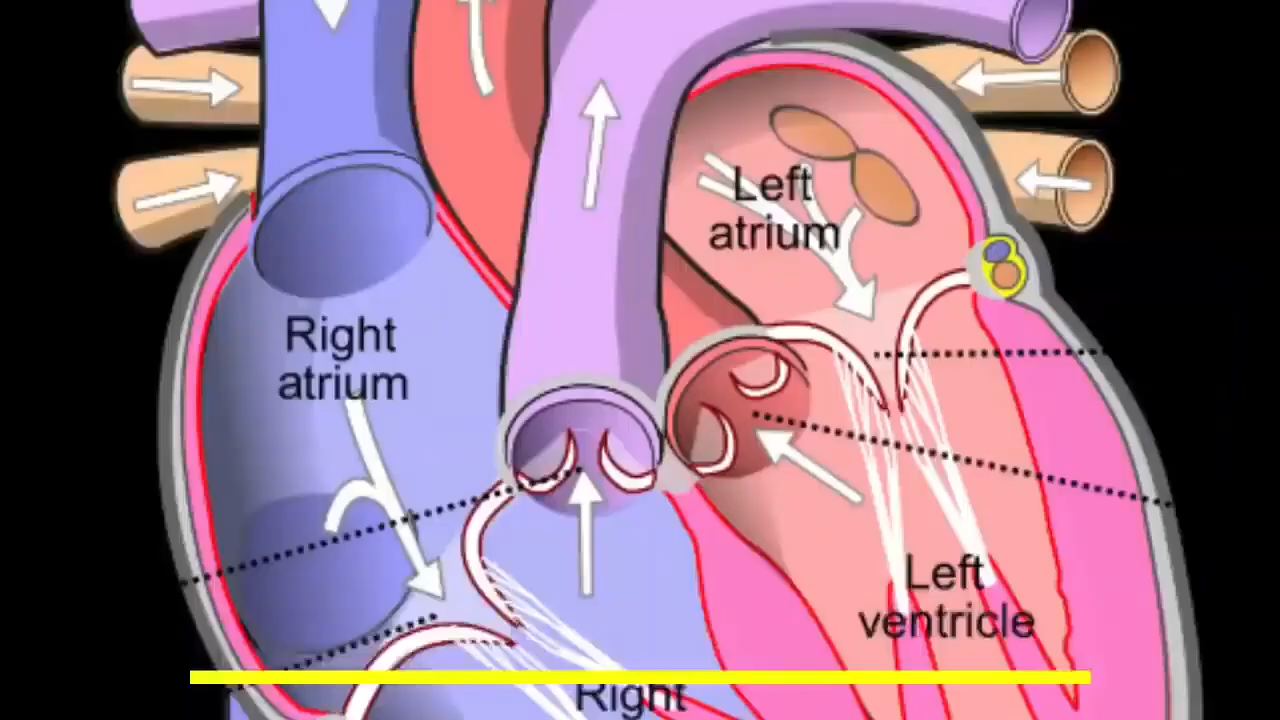 Left
atrium
Right
atrium
Left
ventricle
Right